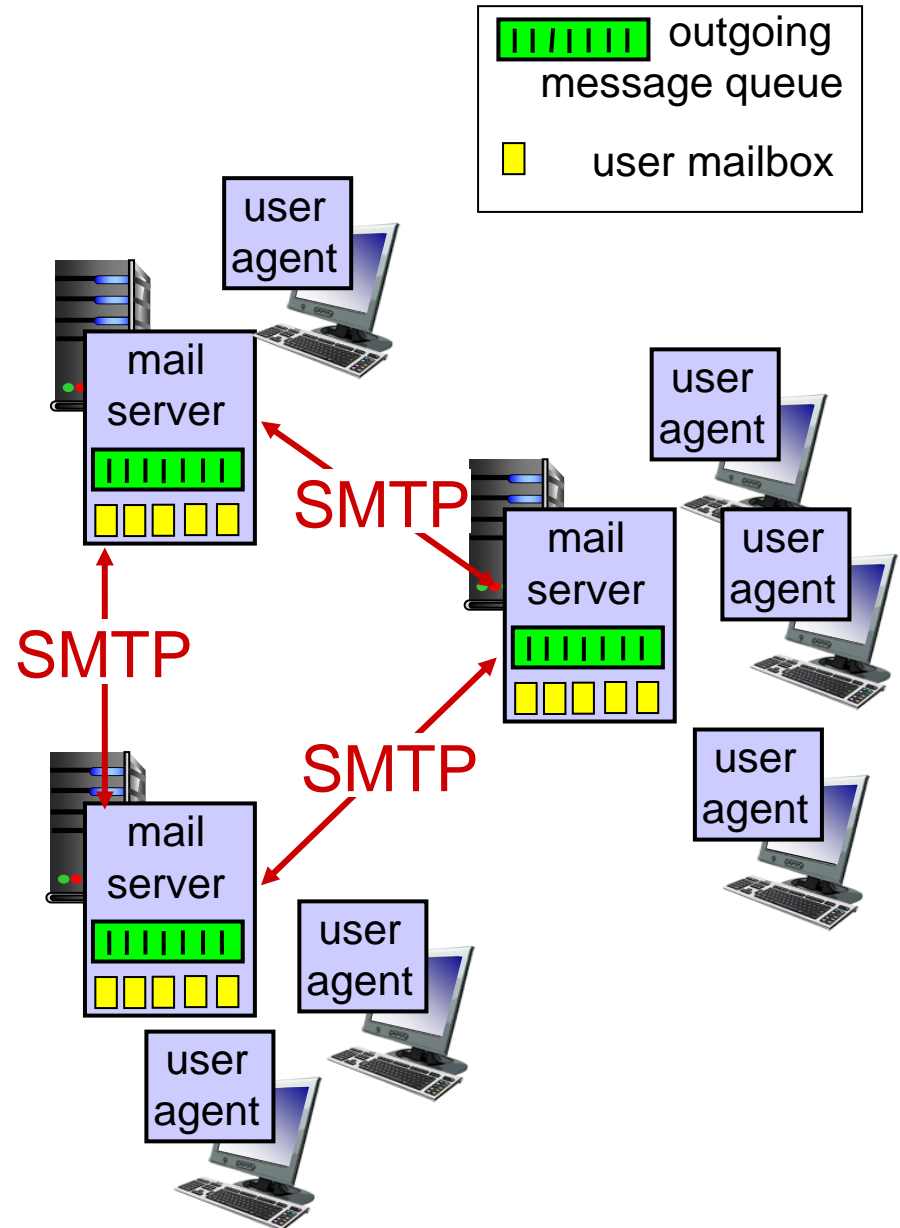 outgoing
message queue
user mailbox
user
agent
mail
server
SMTP
user
agent
mail
server
user
agent
SMTP
SMTP
user
agent
mail
server
user
agent
user
agent